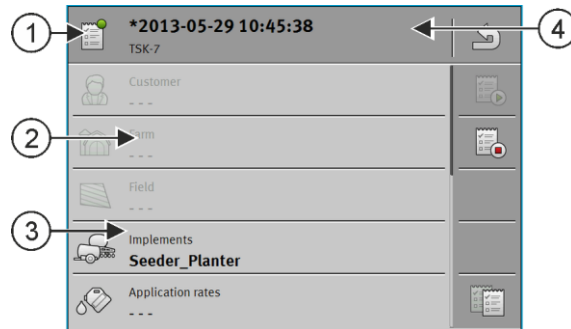 1
*2013-05-29 10:45:38
4
TSK-7
Customer
- - -
2
Farm
- - -
Field
- - -
3
Implements
Seeder_Planter
Application rates
- - -